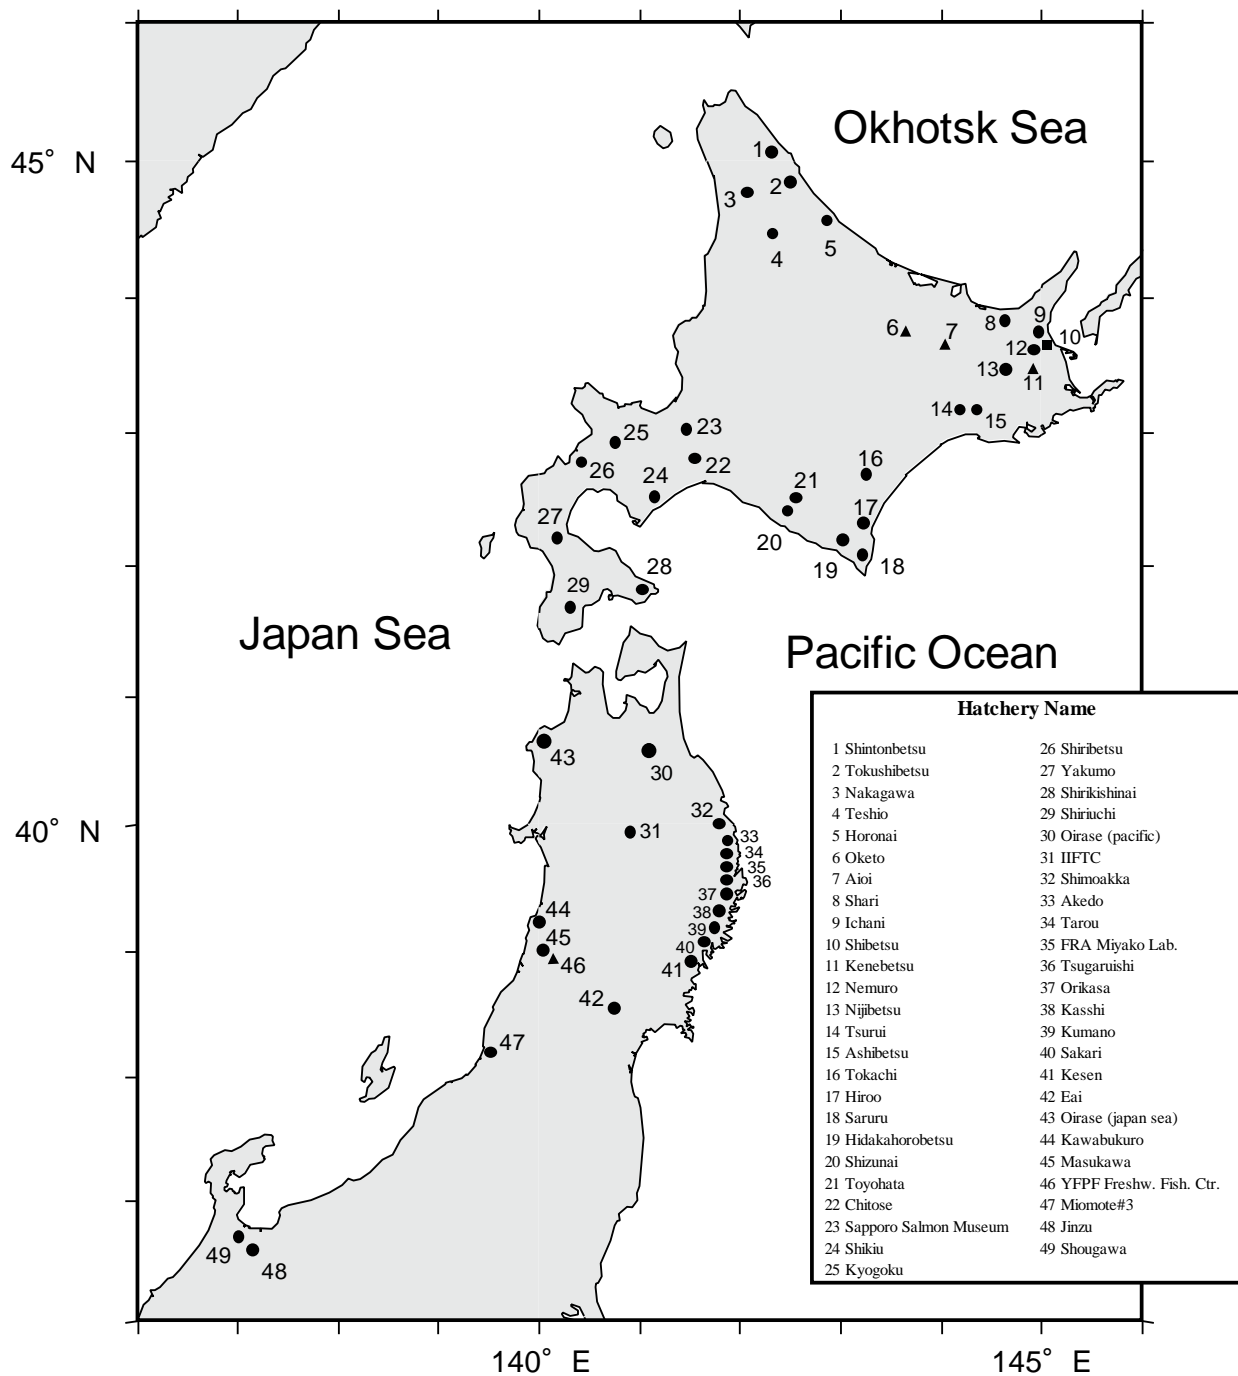 Okhotsk Sea
45° N
1
2
3
4
5
6
7
8
9
10
12
13
11
14
15
25
23
26
22
24
16
21
17
27
20
19
18
28
29
Japan Sea
Pacific Ocean
43
30
40° N
32
31
33
34
35
36
37
38
39
40
41
44
45
46
42
47
49
48
140° E
145° E
Hatchery Name
1 Shintonbetsu
2 Tokushibetsu
3 Nakagawa
4 Teshio
5 Horonai
6 Oketo
7 Aioi
8 Shari
9 Ichani
10 Shibetsu
11 Kenebetsu
12 Nemuro
13 Nijibetsu
14 Tsurui
15 Ashibetsu
16 Tokachi
17 Hiroo
18 Saruru
19 Hidakahorobetsu
20 Shizunai
21 Toyohata
22 Chitose
23 Sapporo Salmon Museum
24 Shikiu
25 Kyogoku
26 Shiribetsu
27 Yakumo
28 Shirikishinai
29 Shiriuchi
30 Oirase (pacific)
31 IIFTC
32 Shimoakka
33 Akedo
34 Tarou
35 FRA Miyako Lab.
36 Tsugaruishi
37 Orikasa
38 Kasshi
39 Kumano
40 Sakari
41 Kesen
42 Eai
43 Oirase (japan sea)
44 Kawabukuro
45 Masukawa
46 YFPF Freshw. Fish. Ctr.
47 Miomote#3
48 Jinzu
49 Shougawa